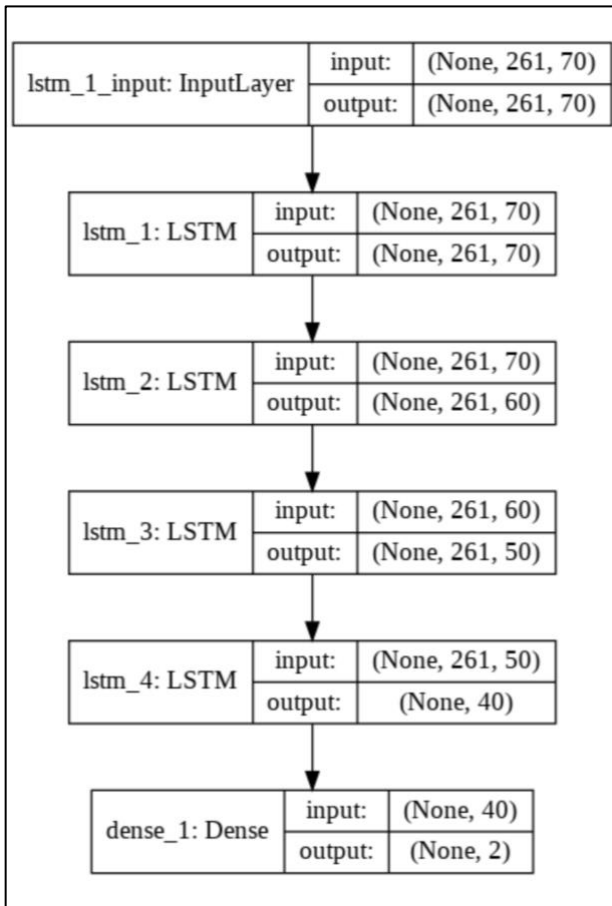 lstm_1_input: InputLayer
input: (None, 261, 70)
output: (None, 261, 70)
lstm_1: LSTM
input: (None, 261, 70)
output: (None, 261, 70)
lstm_2: LSTM
input: (None, 261, 70)
output: (None, 261, 60)
lstm_3: LSTM
input: (None, 261, 60)
output: (None, 261, 50)
lstm_4: LSTM
input: (None, 261, 50)
output: (None, 40)
dense_1: Dense
input: (None, 40)
output: (None, 2)